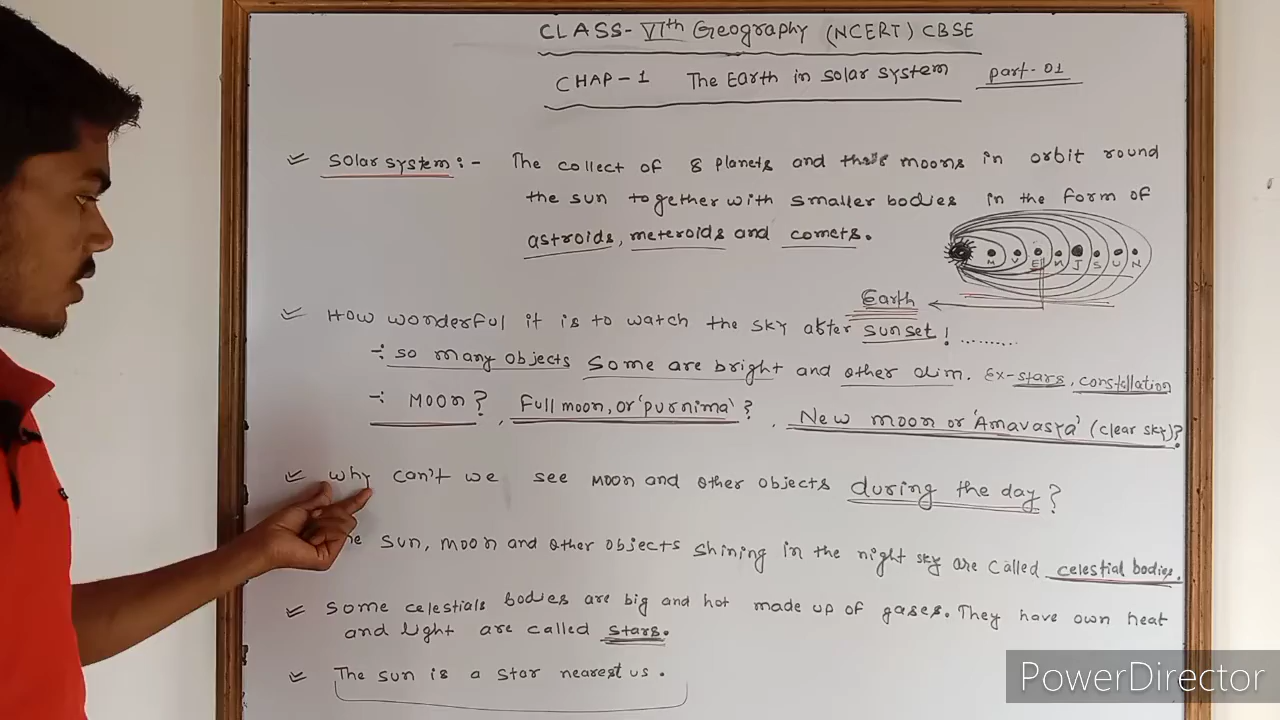 CLASS- VIth Geography (NCERT) CBSE
CHAP-1 The Earth in solar system part-01
solar system:- The collect of 8 planets and moons in orbit round
the sun together with smaller bodies in the form of
astroids, meteroids and comets.
M V E M J S U N
Earth
How wonderful it is to watch the sky after sunset!..........
÷ so many objects some are bright and other dim. Ex-stars, constellation
÷ Moon? , Full moon, or 'purnima'? , New moon or 'Amavasya' (clear sky)?
why can't we see moon and other objects during the day?
sun, moon and other objects shining in the night sky are called celestial bodies.
some celestials bodies are big and hot made up of gases. They have own heat
and light are called stars.
The sun is a star nearest us.
PowerDirector